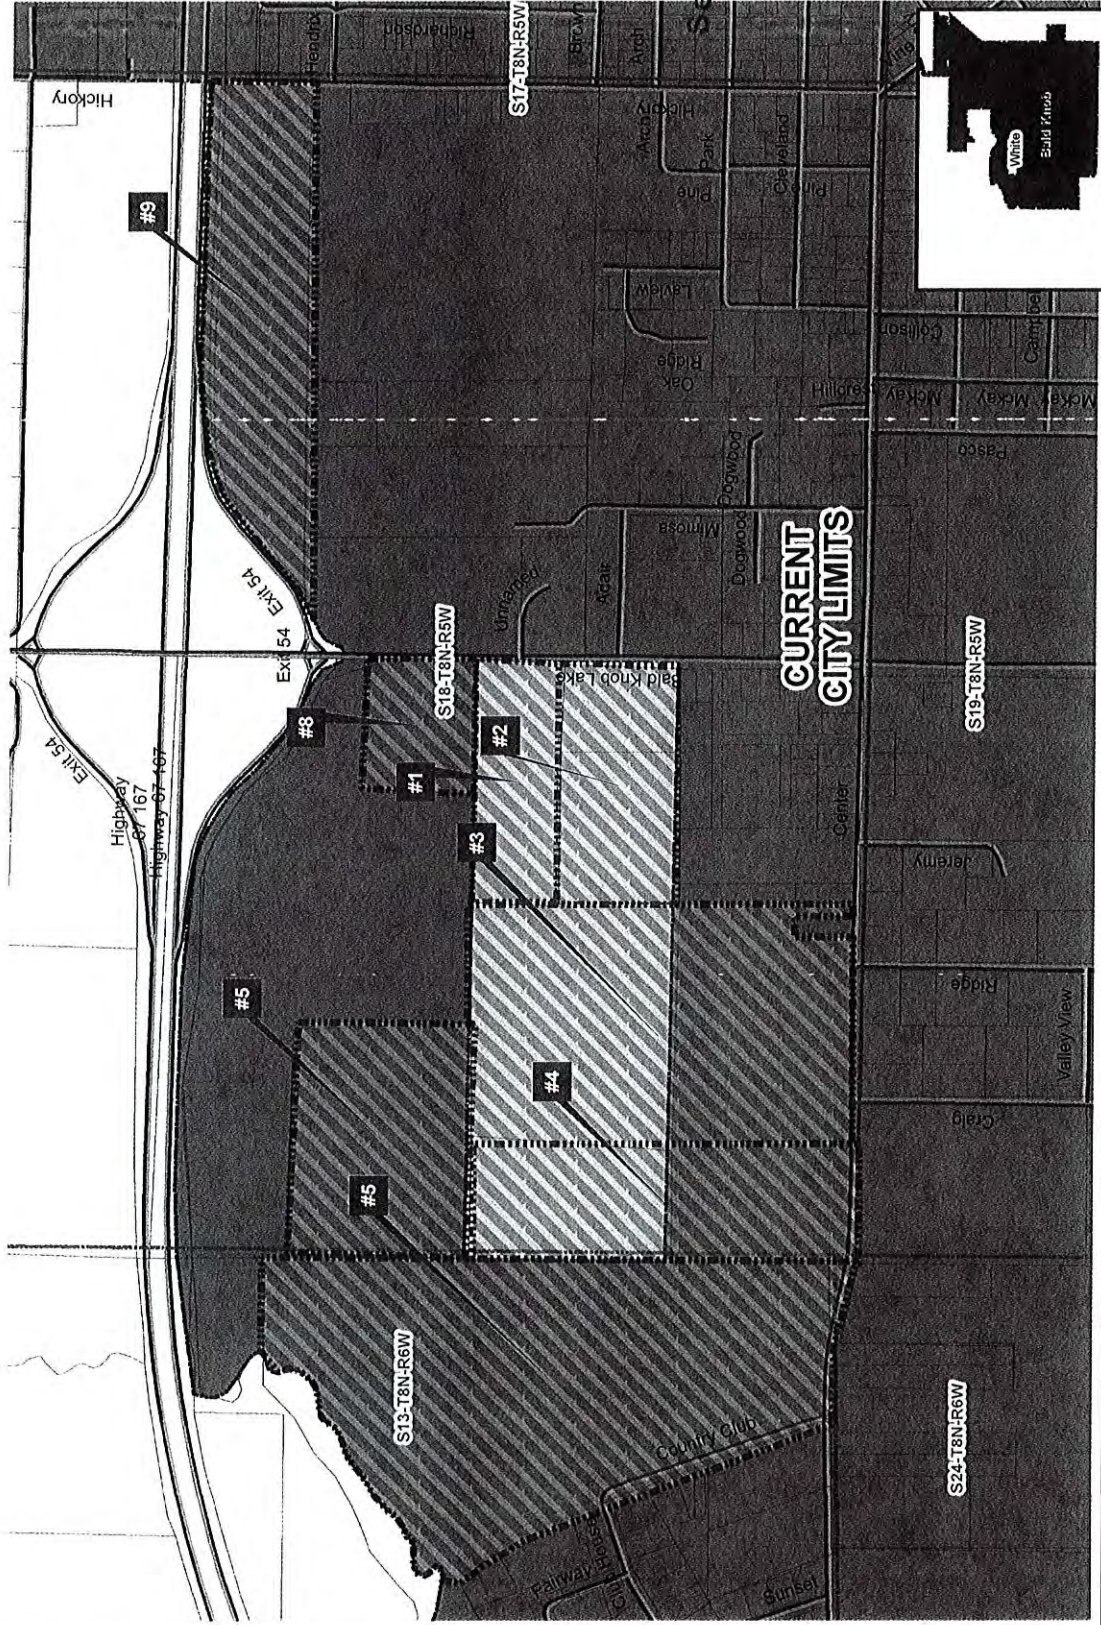 Hickory
Richardson
Hendrix
S17-T8N-R5W
Brown
Arch
#9
Hickory
Arch
Park
Pine
Cleveland
Pine
Layview
Ridge
Oak
Collison
McKay
McKay
McKay
Pasco
Exit 54
Exit 54
Exit 54
Highway
67 167
Highway 67 167
#8
S18-T8N-R5W
Unnamed
Adair
Mimosa
Dogwood
Dogwood
#1
#2
Bald Knob Lake
CURRENT
CITY LIMITS
#3
Center
Jeremy
S19-T8N-R5W
#5
#4
Ridge
Valley View
Craig
#5
S13-T8N-R6W
Country Club
S24-T8N-R6W
Fairway
Club House
Sunset
White
Bald Knob